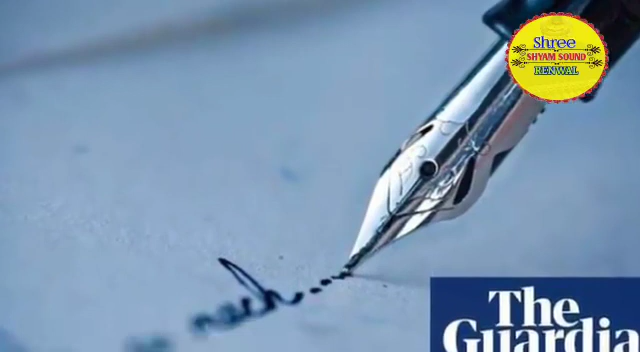 Shree
SHYAM SOUND
RENWAL
The
Guardia